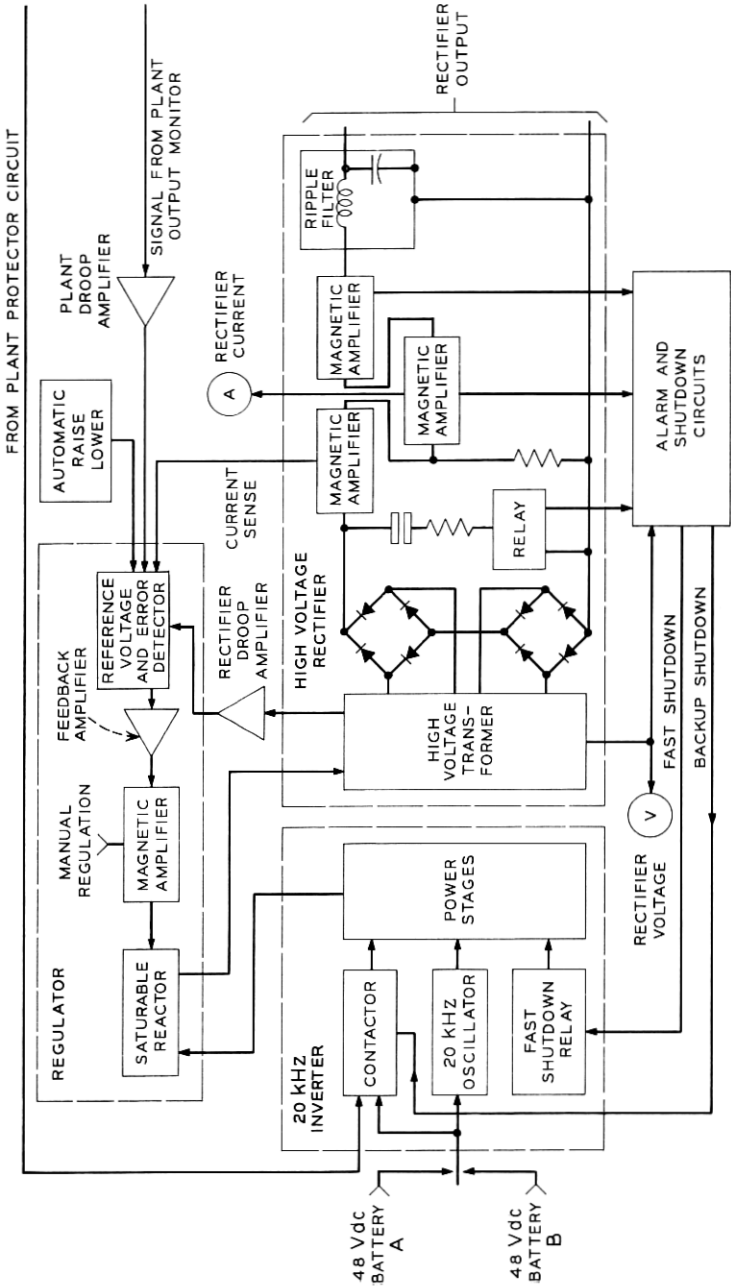 FROM PLANT PROTECTOR CIRCUIT
SIGNAL FROM PLANT
OUTPUT MONITOR
PLANT
DROOP
AMPLIFIER
AUTOMATIC
RAISE
LOWER
REGULATOR
MANUAL
REGULATION
FEEDBACK
AMPLIFIER
SATURABLE
REACTOR
MAGNETIC
AMPLIFIER
REFERENCE
VOLTAGE
AND ERROR
DETECTOR
CURRENT
SENSE
RECTIFIER
DROOP
AMPLIFIER
RECTIFIER
CURRENT
A
20 kHz
INVERTER
CONTACTOR
20 kHz
OSCILLATOR
FAST
SHUTDOWN
RELAY
POWER
STAGES
48 Vdc
BATTERY
A
48 Vdc
BATTERY
B
HIGH VOLTAGE
RECTIFIER
HIGH
VOLTAGE
TRANS-
FORMER
MAGNETIC
AMPLIFIER
MAGNETIC
AMPLIFIER
MAGNETIC
AMPLIFIER
RELAY
RIPPLE
FILTER
RECTIFIER
OUTPUT
RECTIFIER
VOLTAGE
V
FAST SHUTDOWN
BACKUP SHUTDOWN
ALARM AND
SHUTDOWN
CIRCUITS